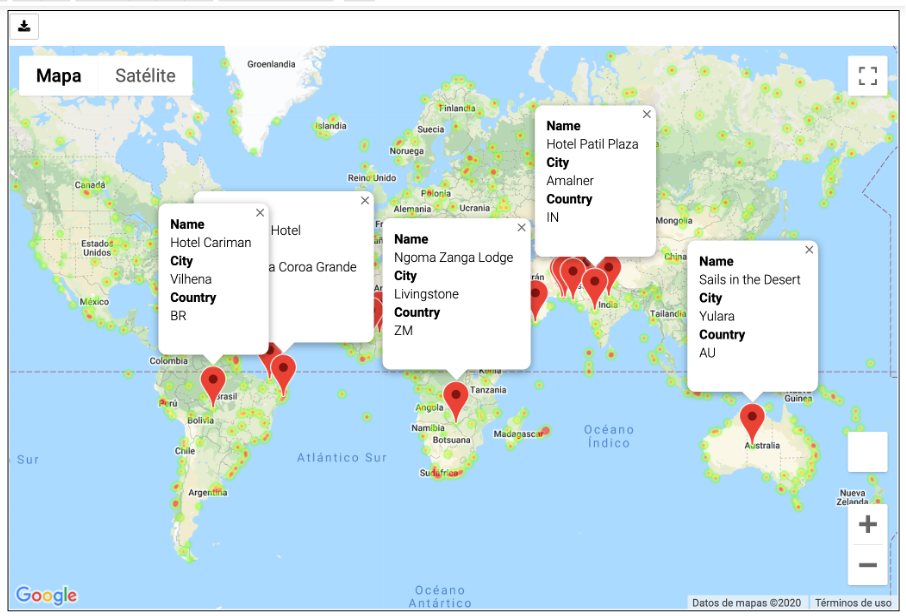 Mapa
Satélite
Groenlandia
Islandia
Finlandia
Suecia
Noruega
Reino Unido
Polonia
Alemania
Ucrania
Canadá
Estados
Unidos
México
Mongolia
China
Tailandia
India
Name
Hotel Patil Plaza
City
Amalner
Country
IN
Hotel
a Coroa Grande
Name
Hotel Cariman
City
Vilhena
Country
BR
Name
Ngoma Zanga Lodge
City
Livingstone
Country
ZM
Name
Sails in the Desert
City
Yulara
Country
AU
Colombia
Perú
Brasil
Bolivia
Chile
Argentina
Kenia
Tanzania
Angola
Namibia
Botsuana
Madagascar
Sudáfrica
Guinea
Australia
Nueva
Zelanda
Océano
Índico
Sur
Atlántico Sur
Océano
Antártico
Google
Datos de mapas ©2020
Términos de uso